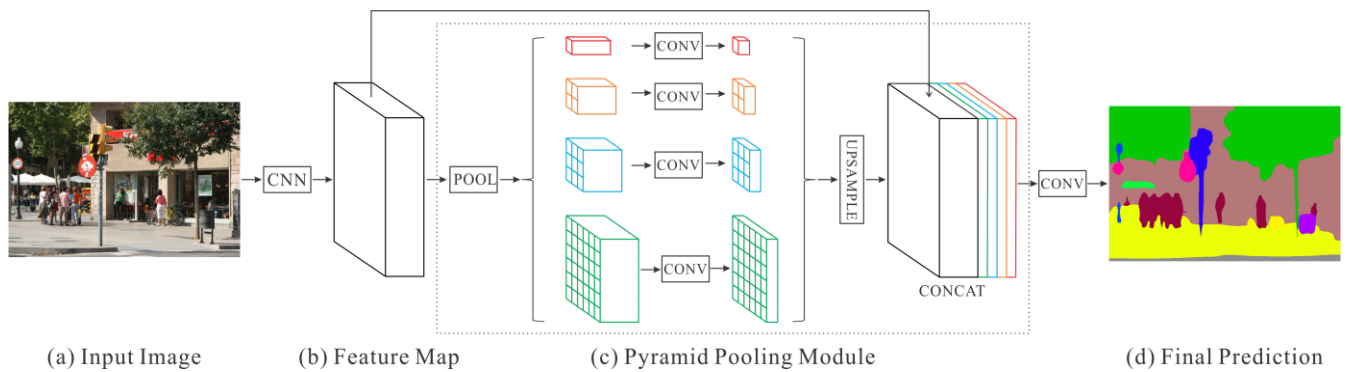 CONV
CONV
CNN
POOL
CONV
UPSAMPLE
CONV
CONV
CONCAT
(a) Input Image
(b) Feature Map
(c) Pyramid Pooling Module
(d) Final Prediction